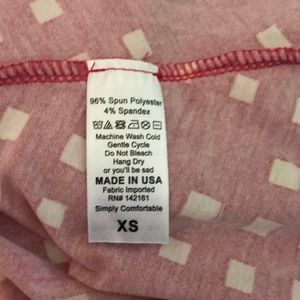 96% Spun Polyester
4% Spandex
Machine Wash Cold
Gentle Cycle
Do Not Bleach
Hang Dry
or you'll be sad
MADE IN USA
Fabric Imported
RN# 142161
Simply Comfortable
XS